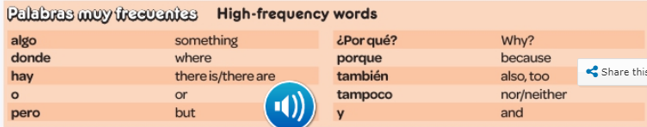 Palabras muy frecuentes High-frequency words
algo something ¿Por qué? Why?
donde where porque because
hay there is/there are también also, too
o or tampoco nor/neither
pero but y and
Share this